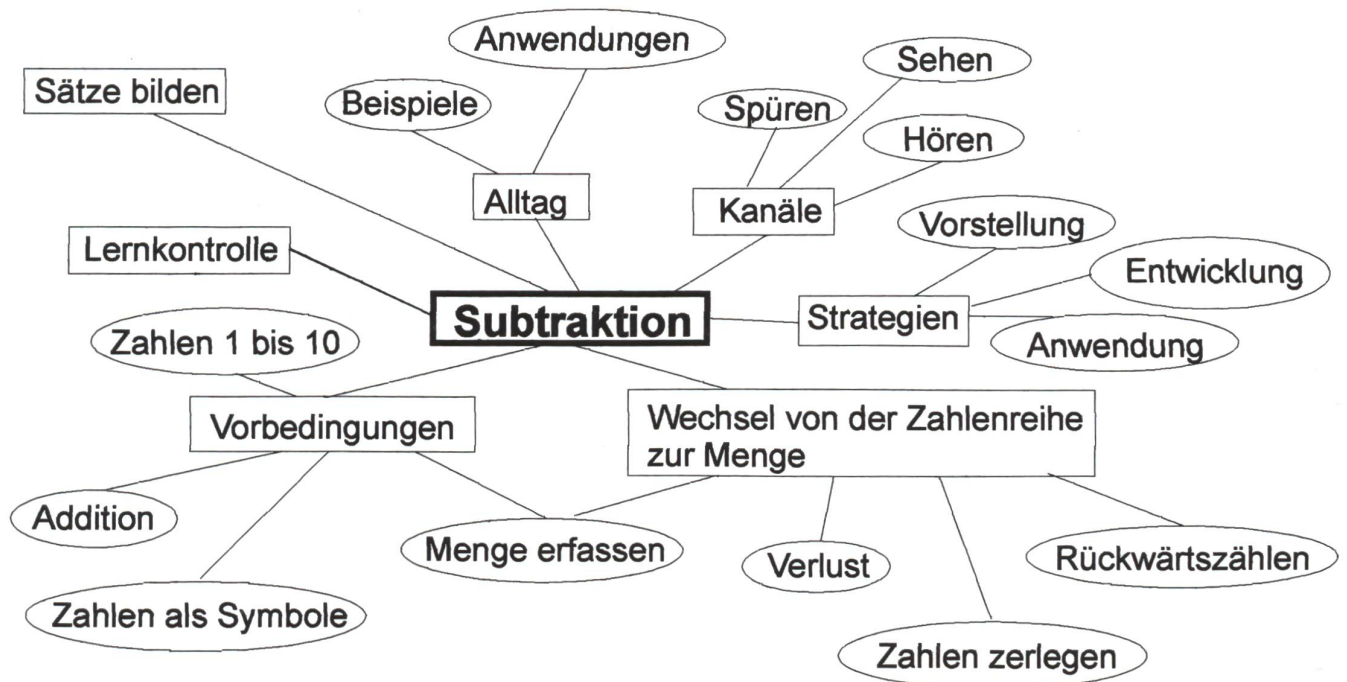 Anwendungen
Sehen
Sätze bilden
Beispiele
Spüren
Hören
Alltag
Kanäle
Vorstellung
Lernkontrolle
Entwicklung
Subtraktion
Strategien
Zahlen 1 bis 10
Anwendung
Vorbedingungen
Wechsel von der Zahlenreihe
zur Menge
Addition
Menge erfassen
Verlust
Rückwärtszählen
Zahlen als Symbole
Zahlen zerlegen